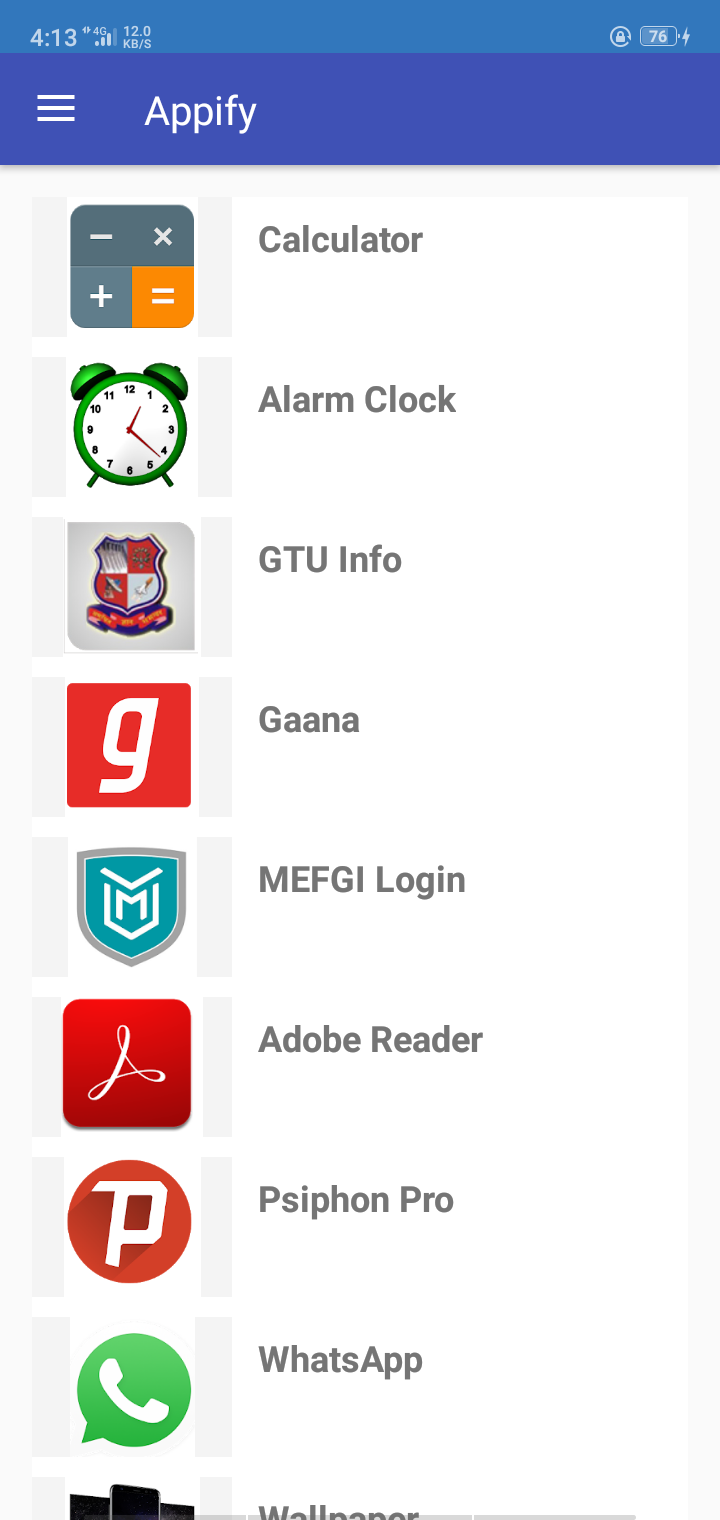 4:13 4G 12.0 KB/S 76
Appify
Calculator
Alarm Clock
12
11 1
10 2
9 3
8 4
7 5
6
GTU Info
g
Gaana
M
MEFGI Login
Adobe Reader
P
Psiphon Pro
WhatsApp
Wallpaper